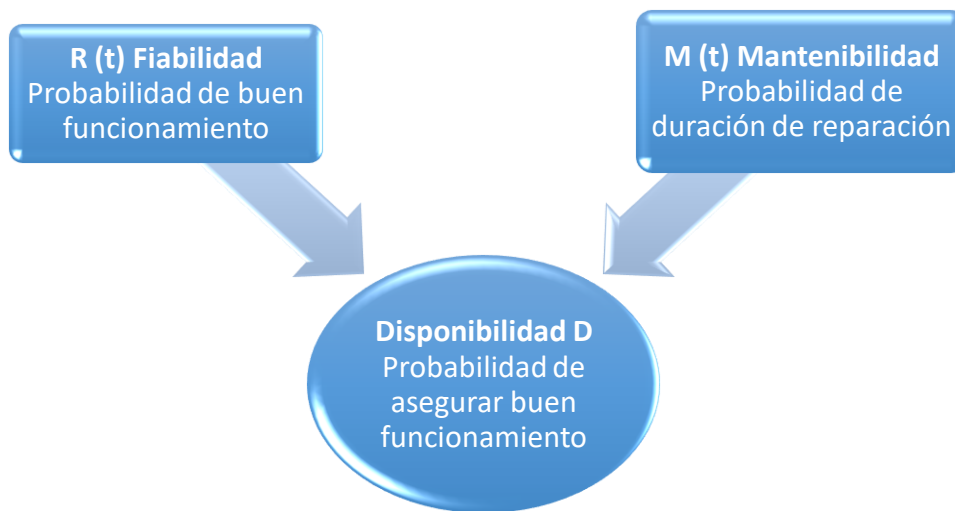 R (t) Fiabilidad
Probabilidad de buen
funcionamiento
M (t) Mantenibilidad
Probabilidad de
duración de reparación
Disponibilidad D
Probabilidad de
asegurar buen
funcionamiento